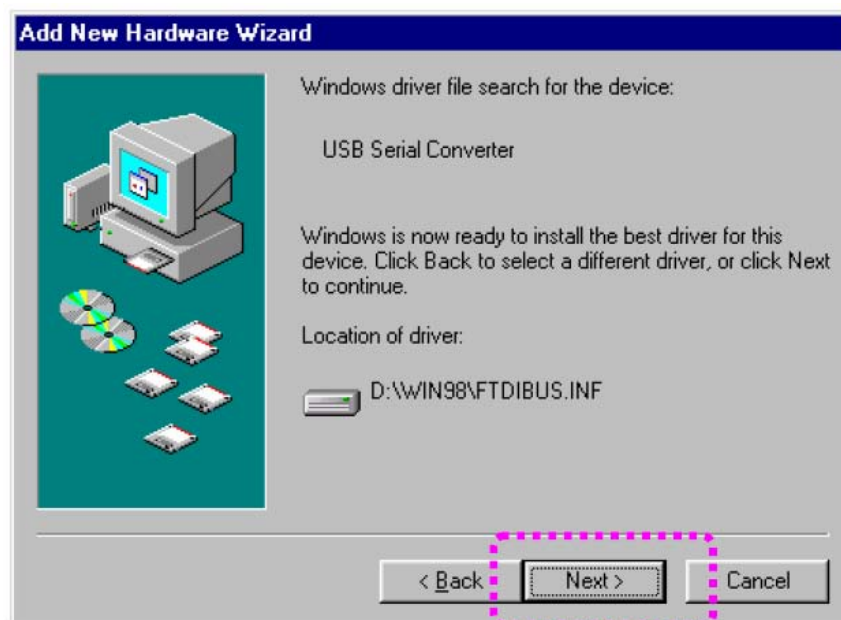 Add New Hardware Wizard
Windows driver file search for the device:
USB Serial Converter
Windows is now ready to install the best driver for this
device. Click Back to select a different driver, or click Next
to continue.
Location of driver:
D:\WIN98\FTDIBUS.INF
< Back
Next >
Cancel